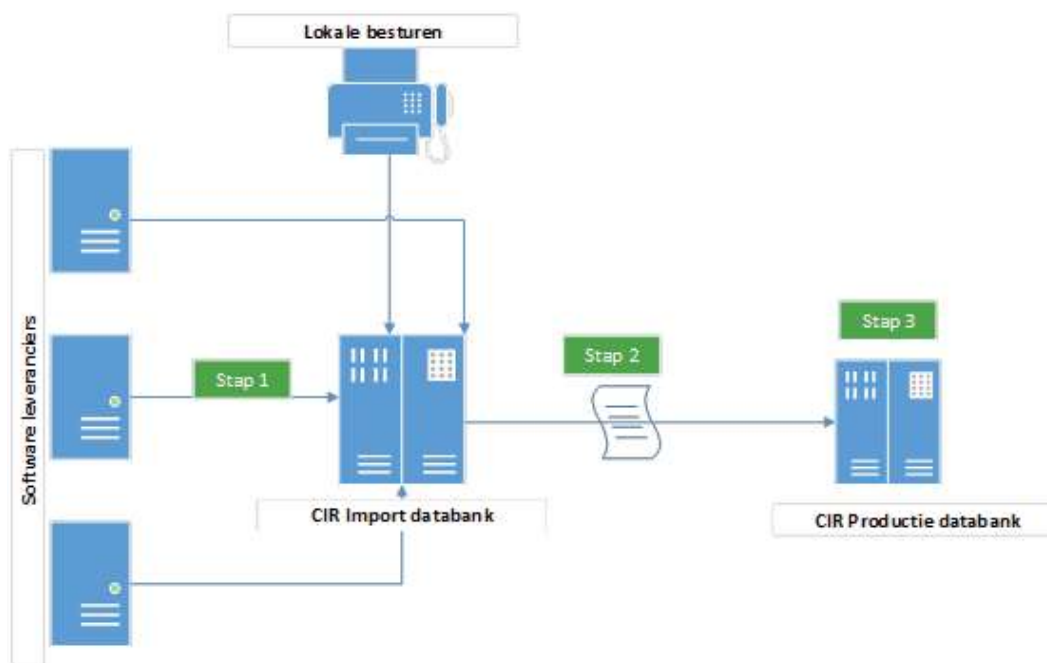 Lokale besturen
Software leveranciers
Stap 1
Stap 2
Stap 3
CIR Import databank
CIR Productie databank